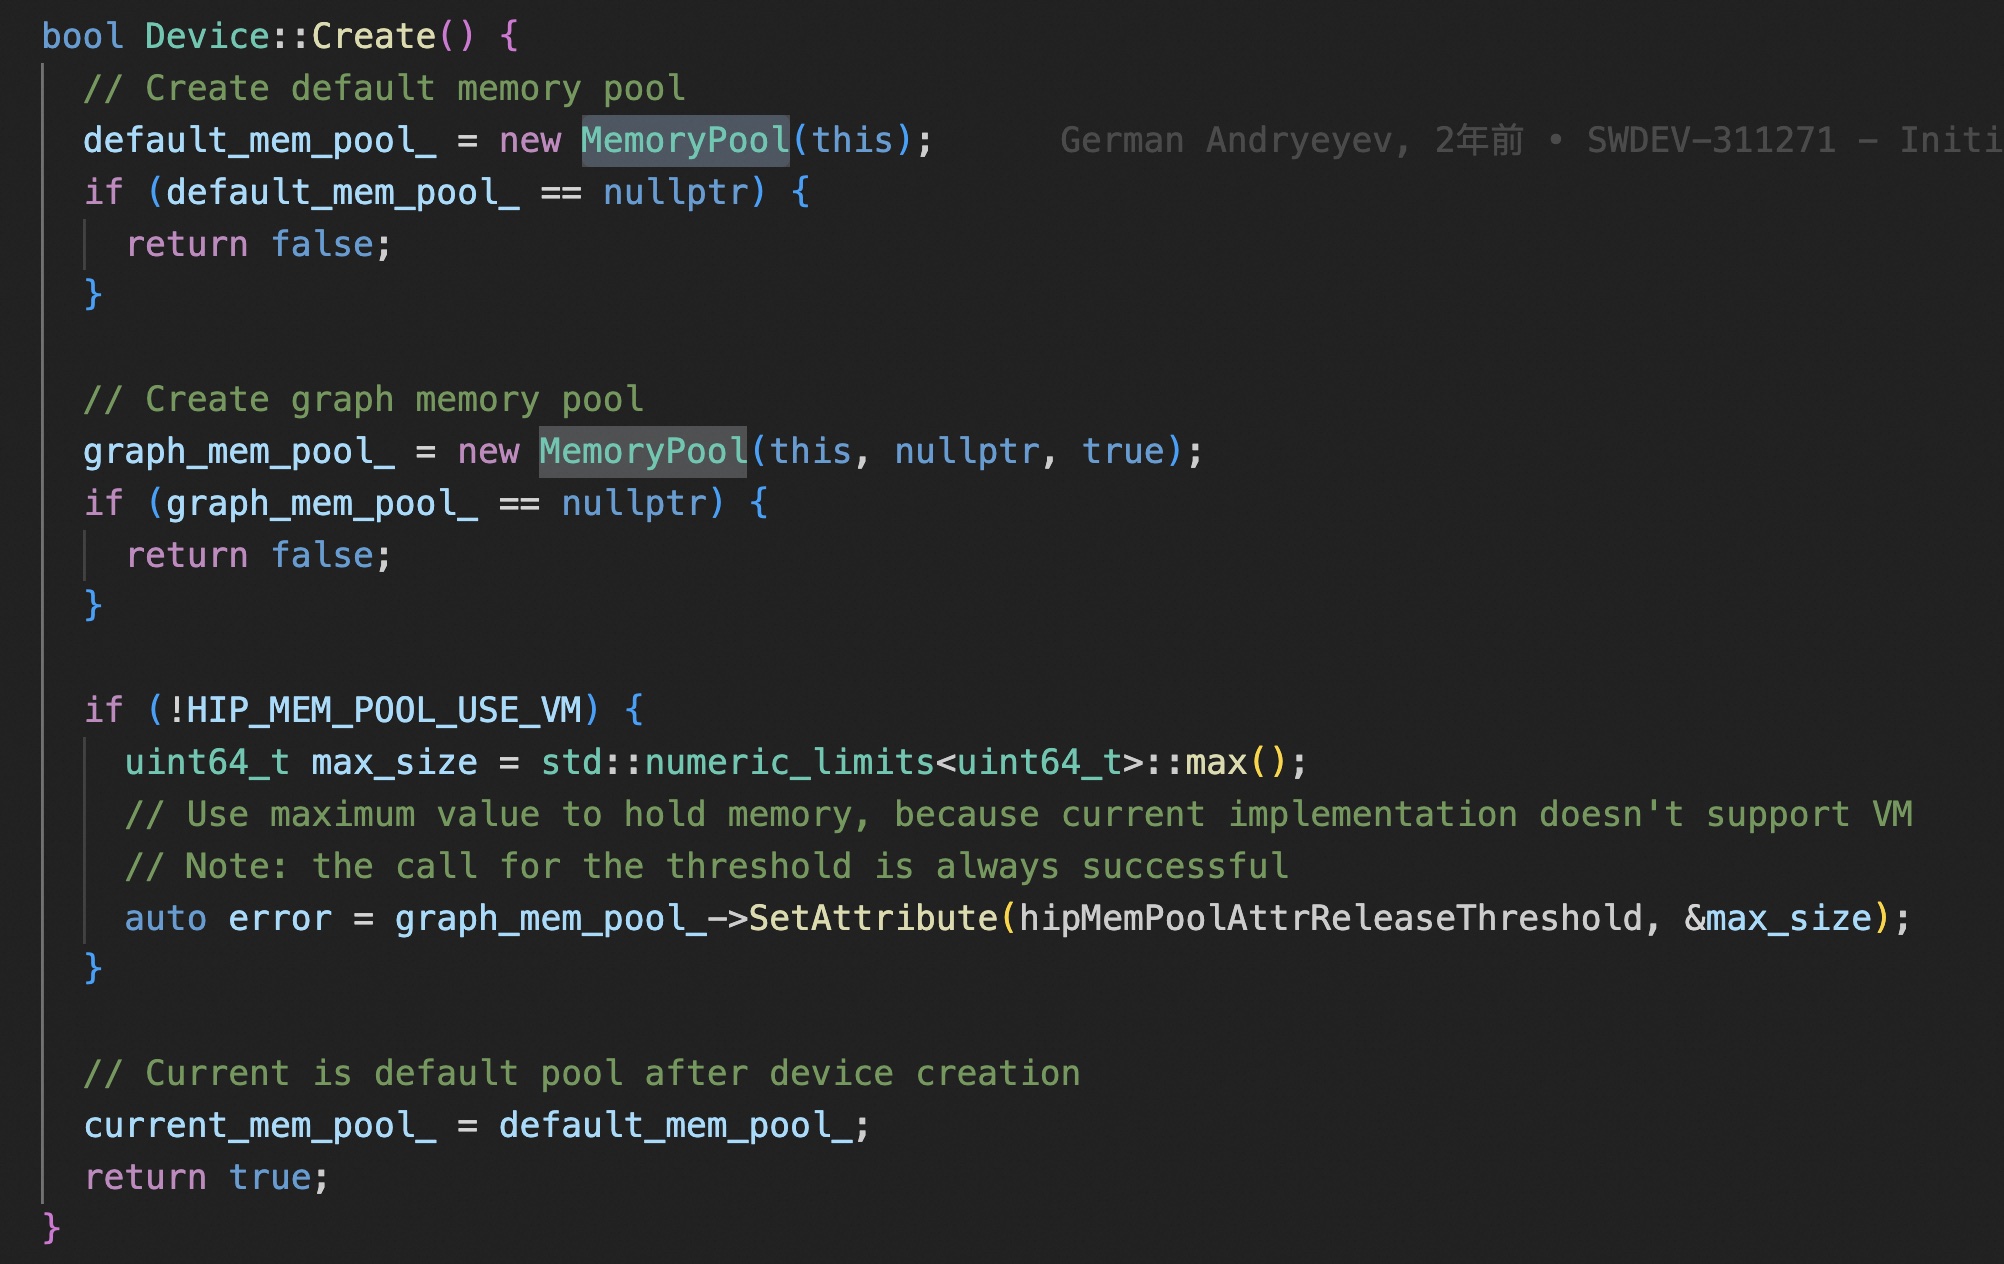 bool Device::Create() {
// Create default memory pool
default_mem_pool_ = new MemoryPool(this); German Andryeyev, 2年前 • SWDEV-311271 - Initi
if (default_mem_pool_ == nullptr) {
return false;
}
// Create graph memory pool
graph_mem_pool_ = new MemoryPool(this, nullptr, true);
if (graph_mem_pool_ == nullptr) {
return false;
}
if (!HIP_MEM_POOL_USE_VM) {
uint64_t max_size = std::numeric_limits<uint64_t>::max();
// Use maximum value to hold memory, because current implementation doesn't support VM
// Note: the call for the threshold is always successful
auto error = graph_mem_pool_->SetAttribute(hipMemPoolAttrReleaseThreshold, &max_size);
}
// Current is default pool after device creation
current_mem_pool_ = default_mem_pool_;
return true;
}